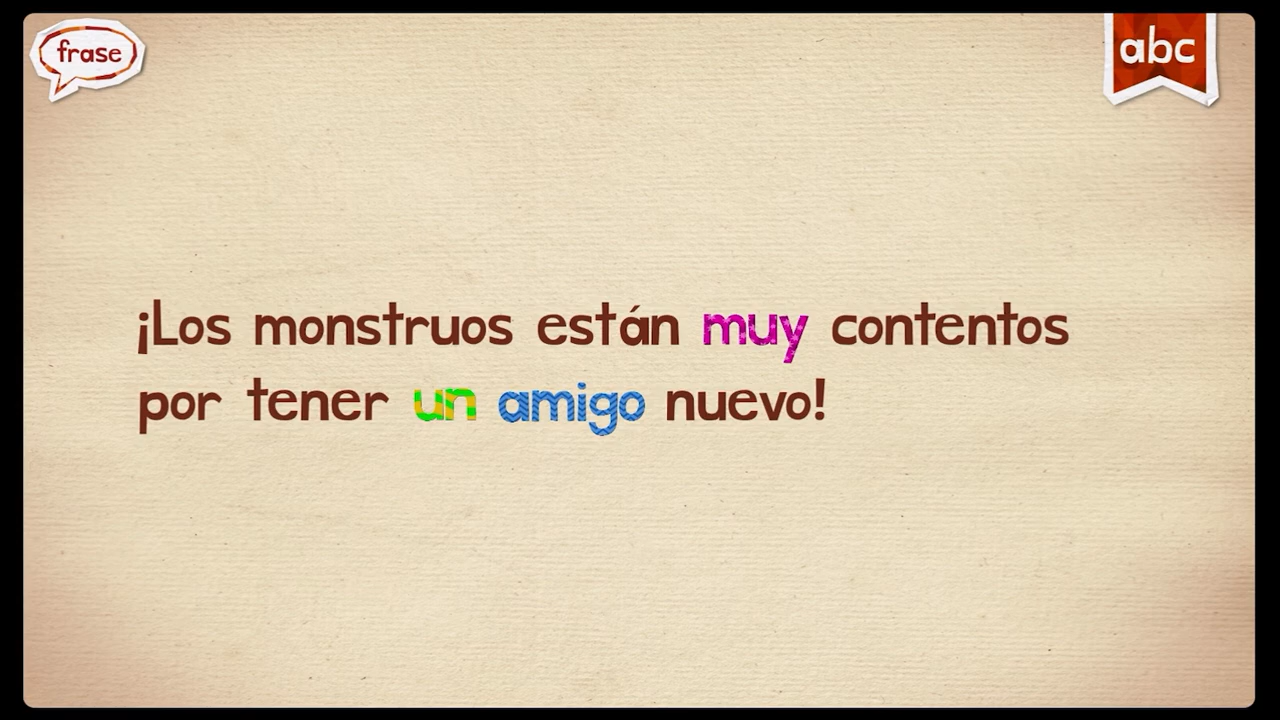 frase
abc
¡Los monstruos están muy contentos
por tener un amigo nuevo!